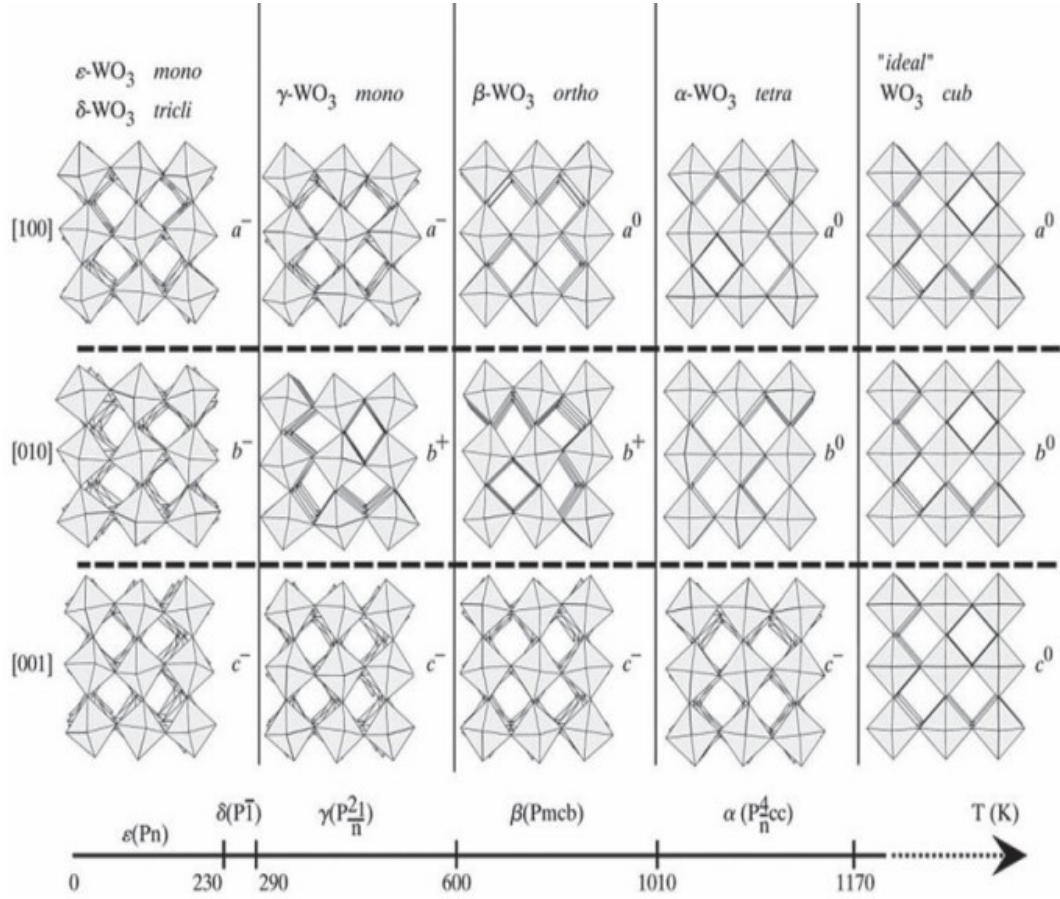 ε-WO3 mono
δ-WO3 tricli
γ-WO3 mono
β-WO3 ortho
α-WO3 tetra
"ideal"
WO3 cub
[100] a⁻ a⁻ a⁰ a⁰ a⁰
[010] b⁻ b⁺ b⁺ b⁰ b⁰
[001] c⁻ c⁻ c⁻ c⁻ c⁰
ε(Pn) δ(P1̅) γ(P2₁/n) β(Pmcb) α(P4/ncc) T (K)
0 230 290 600 1010 1170